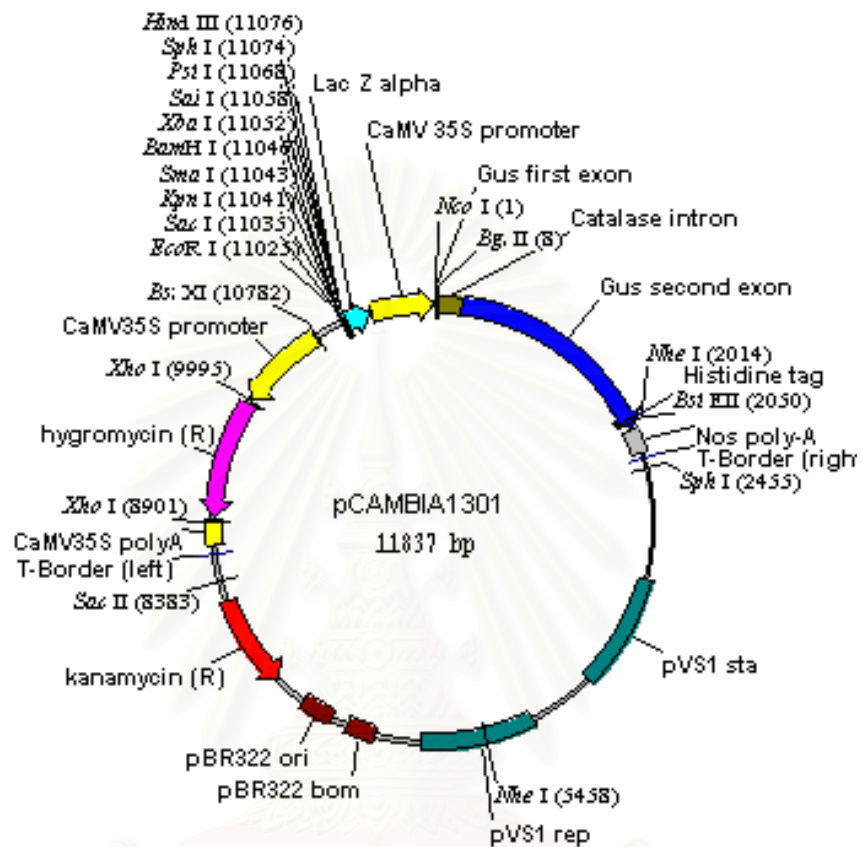 Hind III (11076)
Sph I (11074)
Pst I (11068)
Sal I (11058)
Xba I (11052)
BamH I (11046)
Sma I (11043)
Kpn I (11041)
Sac I (11035)
EcoR I (11025)
Lac Z alpha
CaMV 35S promoter
Gus first exon
Nco I (1)
Bg. II (8)
Catalase intron
Gus second exon
Bs: XI (10782)
CaMV35S promoter
Xho I (9995)
hygromycin (R)
Nhe I (2014)
Histidine tag
Bst EII (2050)
Nos poly-A
T-Border (righ
Sph I (2455)
Xho I (8901)
CaMV35S polyA
T-Border (left)
Sac II (8383)
pCAMBIA1301
11837 bp
kanamycin (R)
pVS1 sta
pBR322 ori
pBR322 bom
Nhe I (5458)
pVS1 rep